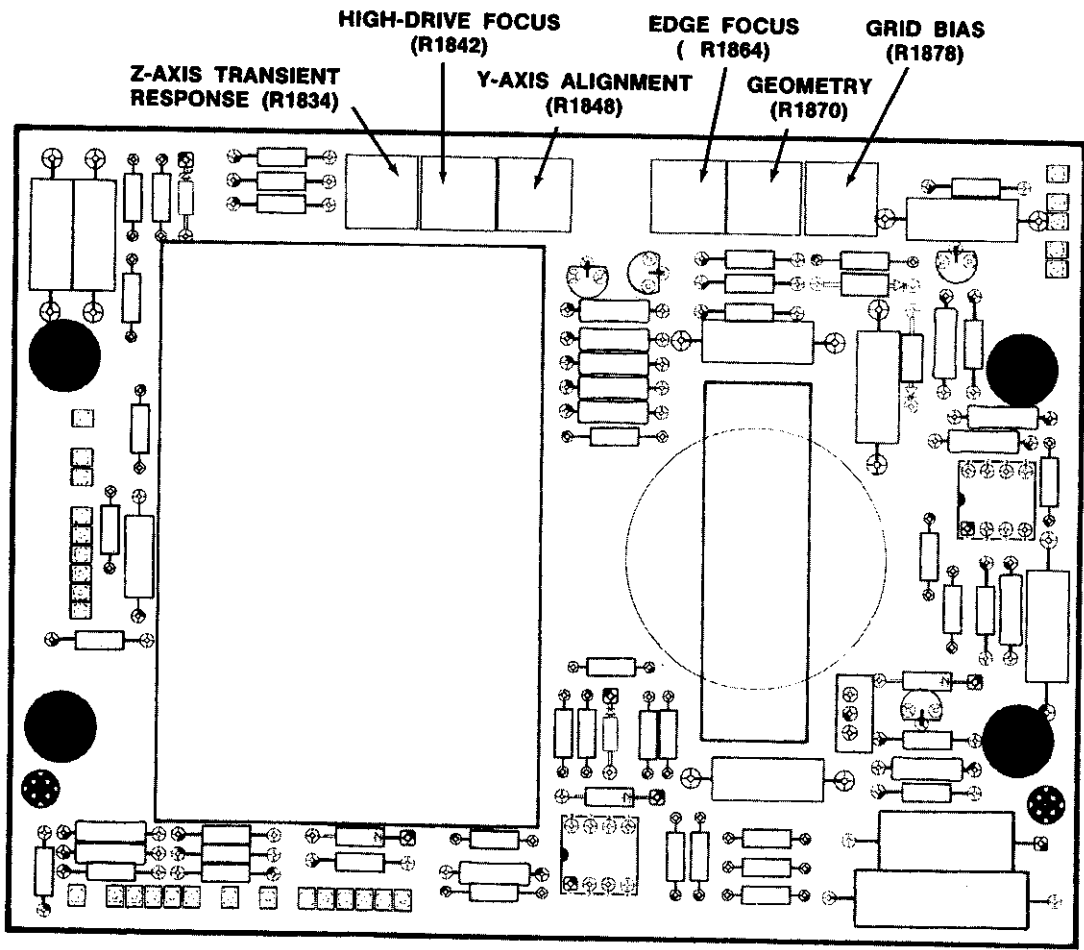 HIGH-DRIVE FOCUS
(R1842)
EDGE FOCUS
( R1864)
GRID BIAS
(R1878)
Z-AXIS TRANSIENT
RESPONSE (R1834)
Y-AXIS ALIGNMENT
(R1848)
GEOMETRY
(R1870)